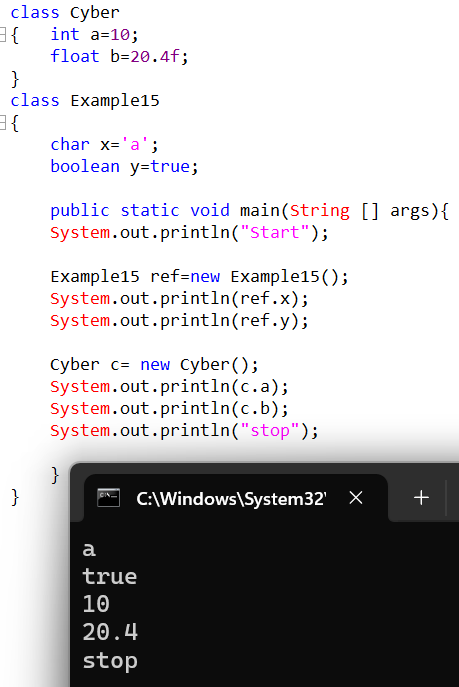 class Cyber
{   int a=10;
    float b=20.4f;
}
class Example15
{
    char x='a';
    boolean y=true;

    public static void main(String [] args){
    System.out.println("Start");

    Example15 ref=new Example15();
    System.out.println(ref.x);
    System.out.println(ref.y);

    Cyber c= new Cyber();
    System.out.println(c.a);
    System.out.println(c.b);
    System.out.println("stop");

    }
}
C:\Windows\System32\
a
true
10
20.4
stop